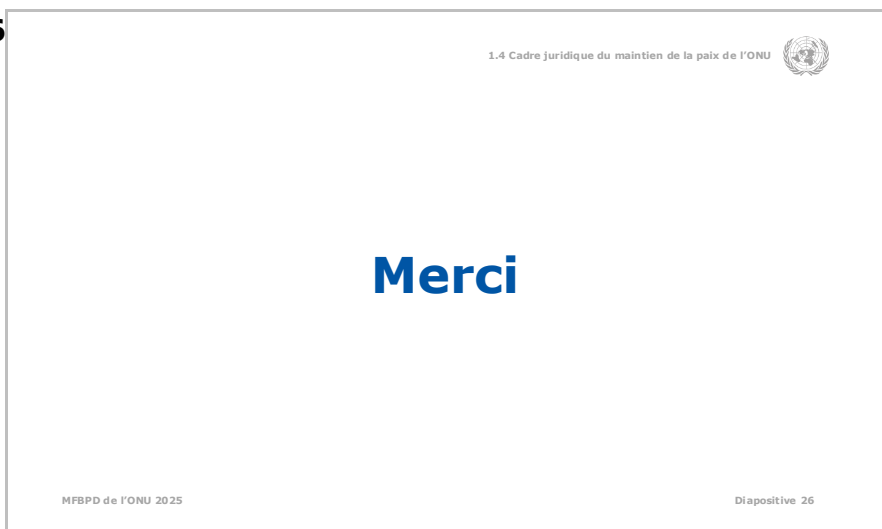 1.4 Cadre juridique du maintien de la paix de l'ONU
Merci
MFBPD de l'ONU 2025
Diapositive 26